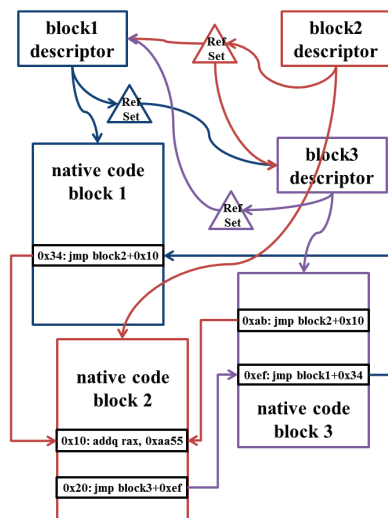 block1
descriptor
block2
descriptor
Ref
Set
Ref
Set
block3
descriptor
native code
block 1
Ref
Set
0x34: jmp block2+0x10
0xab: jmp block2+0x10
native code
block 2
0xef: jmp block1+0x34
native code
block 3
0x10: addq rax, 0xaa55
0x20: jmp block3+0xef